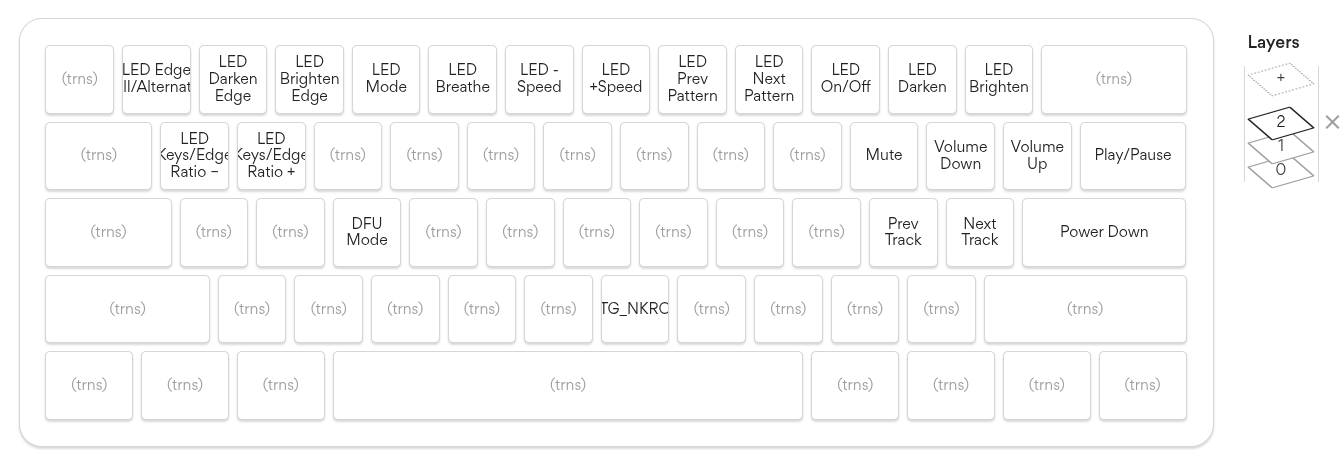 (trns)
LED Edge
ll/Alternat
LED
Darken
Edge
LED
Brighten
Edge
LED
Mode
LED
Breathe
LED -
Speed
LED
+Speed
LED
Prev
Pattern
LED
Next
Pattern
LED
On/Off
LED
Darken
LED
Brighten
(trns)
(trns)
LED
Keys/Edge
Ratio −
LED
Keys/Edge
Ratio +
(trns)
(trns)
(trns)
(trns)
(trns)
(trns)
(trns)
Mute
Volume
Down
Volume
Up
Play/Pause
(trns)
(trns)
(trns)
DFU
Mode
(trns)
(trns)
(trns)
(trns)
(trns)
(trns)
Prev
Track
Next
Track
Power Down
(trns)
(trns)
(trns)
(trns)
(trns)
(trns)
TG_NKRO
(trns)
(trns)
(trns)
(trns)
(trns)
(trns)
(trns)
(trns)
(trns)
(trns)
(trns)
(trns)
(trns)
Layers
+
2
1
0